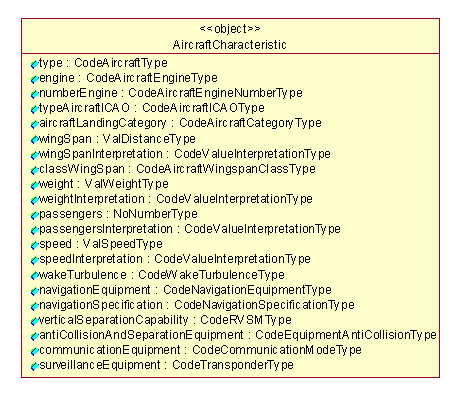 <<object>>
AircraftCharacteristic
type : CodeAircraftType
engine : CodeAircraftEngineType
numberEngine : CodeAircraftEngineNumberType
typeAircraftICAO : CodeAircraftICAOType
aircraftLandingCategory : CodeAircraftCategoryType
wingSpan : ValDistanceType
wingSpanInterpretation : CodeValueInterpretationType
classWingSpan : CodeAircraftWingspanClassType
weight : ValWeightType
weightInterpretation : CodeValueInterpretationType
passengers : NoNumberType
passengersInterpretation : CodeValueInterpretationType
speed : ValSpeedType
speedInterpretation : CodeValueInterpretationType
wakeTurbulence : CodeWakeTurbulenceType
navigationEquipment : CodeNavigationEquipmentType
navigationSpecification : CodeNavigationSpecificationType
verticalSeparationCapability : CodeRVSMType
antiCollisionAndSeparationEquipment : CodeEquipmentAntiCollisionType
communicationEquipment : CodeCommunicationModeType
surveillanceEquipment : CodeTransponderType